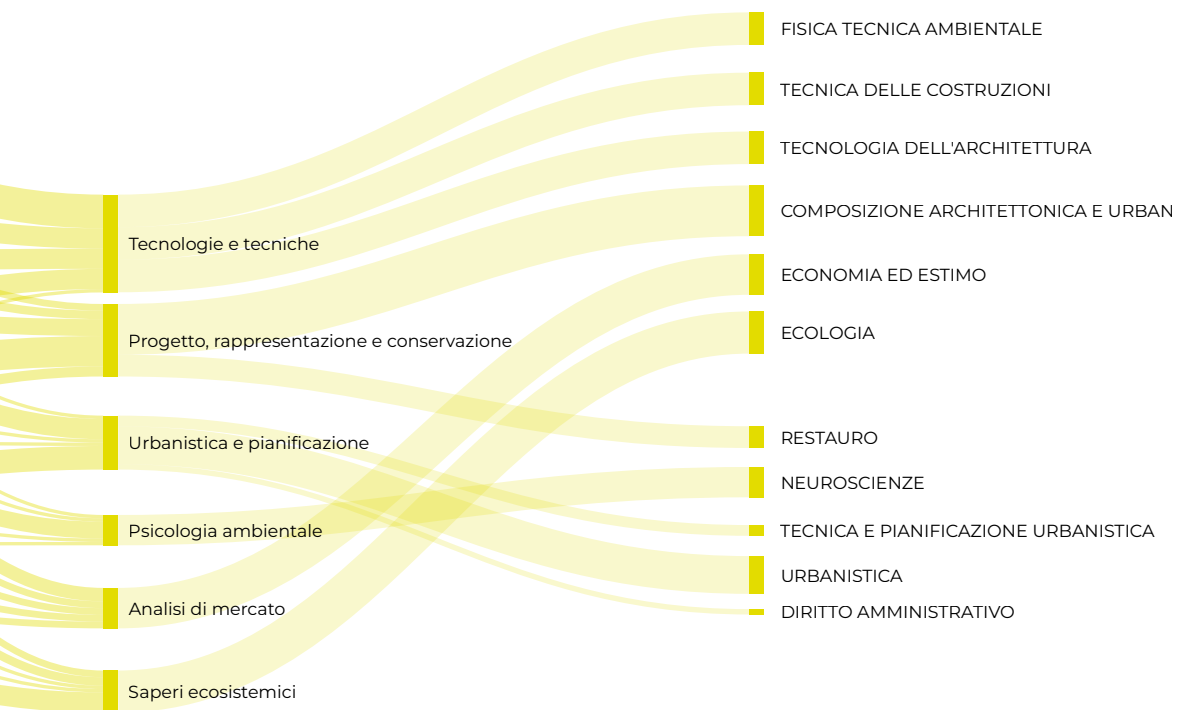 Tecnologie e tecniche
Progetto, rappresentazione e conservazione
Urbanistica e pianificazione
Psicologia ambientale
Analisi di mercato
Saperi ecosistemici
FISICA TECNICA AMBIENTALE
TECNICA DELLE COSTRUZIONI
TECNOLOGIA DELL'ARCHITETTURA
COMPOSIZIONE ARCHITETTONICA E URBAN
ECONOMIA ED ESTIMO
ECOLOGIA
RESTAURO
NEUROSCIENZE
TECNICA E PIANIFICAZIONE URBANISTICA
URBANISTICA
DIRITTO AMMINISTRATIVO